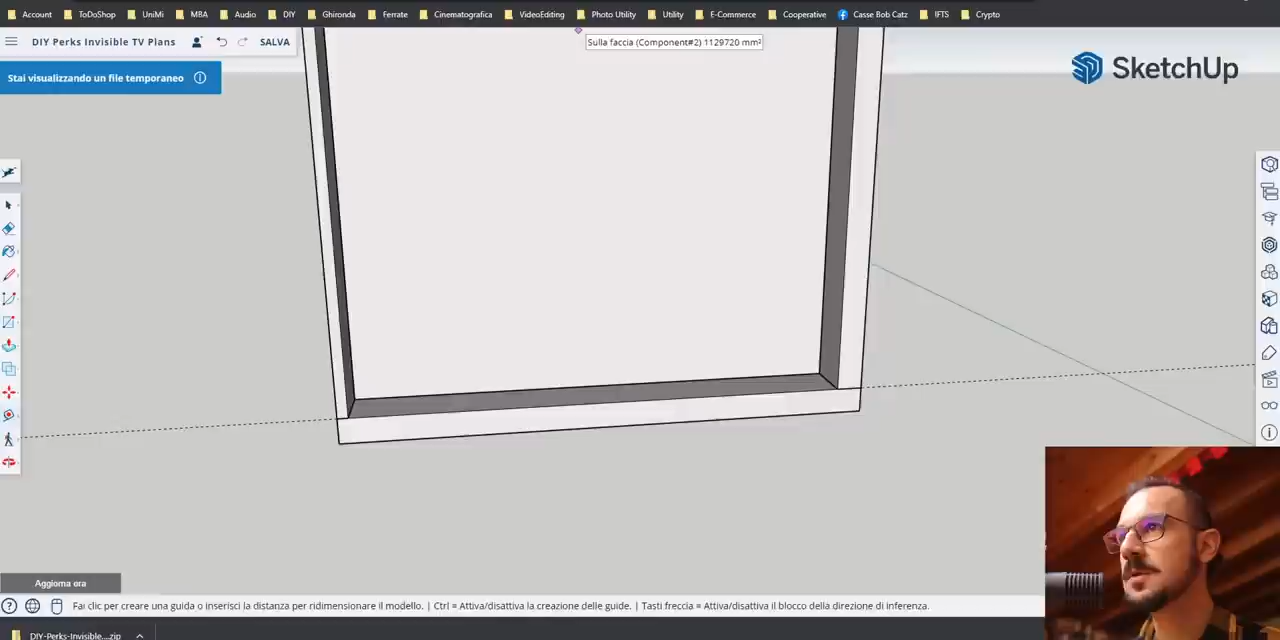 Account ToDoShop UniMi MBA Audio DIY Ghironda Ferrate Cinematografica VideoEditing Photo Utility Utility E-Commerce Cooperative Casse Bob Catz IFTS Crypto
DIY Perks Invisible TV Plans SALVA
Sulla faccia (Component#2) 1129720 mm²
Stai visualizzando un file temporaneo
SketchUp
Aggiorna ora
Fai clic per creare una guida o inserisci la distanza per ridimensionare il modello. | Ctrl = Attiva/disattiva la creazione delle guide. | Tasti freccia = Attiva/disattiva il blocco della direzione di inferenza.
DIY-Perks-Invisible....zip